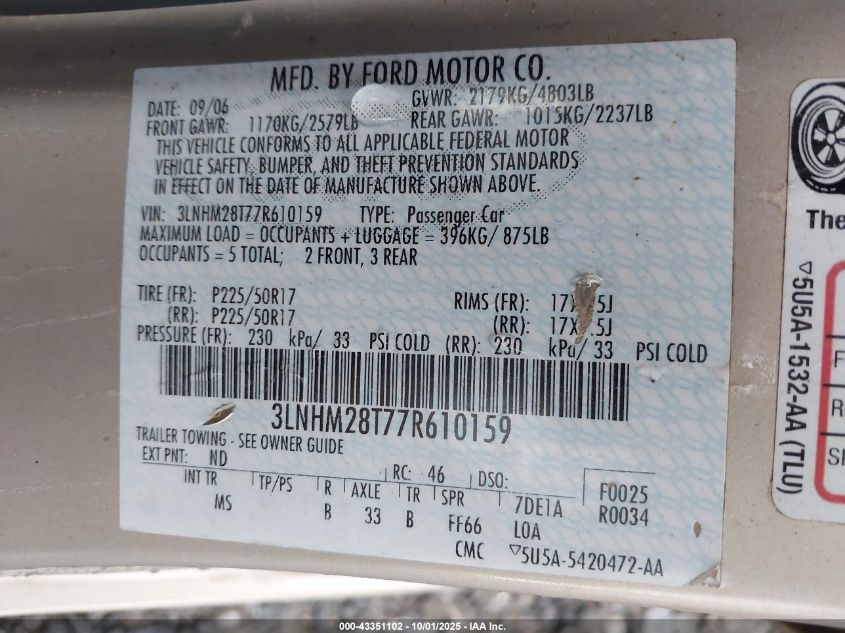 MFD. BY FORD MOTOR CO.
DATE: 09/06 GVWR: 2179KG/4803LB
FRONT GAWR: 1170KG/2579LB REAR GAWR: 1015KG/2237LB
THIS VEHICLE CONFORMS TO ALL APPLICABLE FEDERAL MOTOR
VEHICLE SAFETY, BUMPER, AND THEFT PREVENTION STANDARDS
IN EFFECT ON THE DATE OF MANUFACTURE SHOWN ABOVE.
VIN: 3LNHM28T77R610159 TYPE: Passenger Car
MAXIMUM LOAD = OCCUPANTS + LUGGAGE = 396KG/ 875LB
OCCUPANTS = 5 TOTAL; 2 FRONT, 3 REAR
TIRE (FR): P225/50R17 RIMS (FR): 17X .5J
(RR): P225/50R17 (RR): 17X .5J
PRESSURE (FR): 230 kPa/ 33 PSI COLD (RR): 230 kPa/ 33 PSI COLD
3LNHM28T77R610159
TRAILER TOWING - SEE OWNER GUIDE
EXT PNT: ND RC: 46 DSO:
INT TR TP/PS R AXLE TR SPR 7DE1A F0025
MS B 33 B FF66 LOA R0034
CMC ▽5U5A-5420472-AA
The
▽5U5A-1532-AA (TLU)
F
R
SP
000-43351102 - 10/01/2025 - IAA Inc.